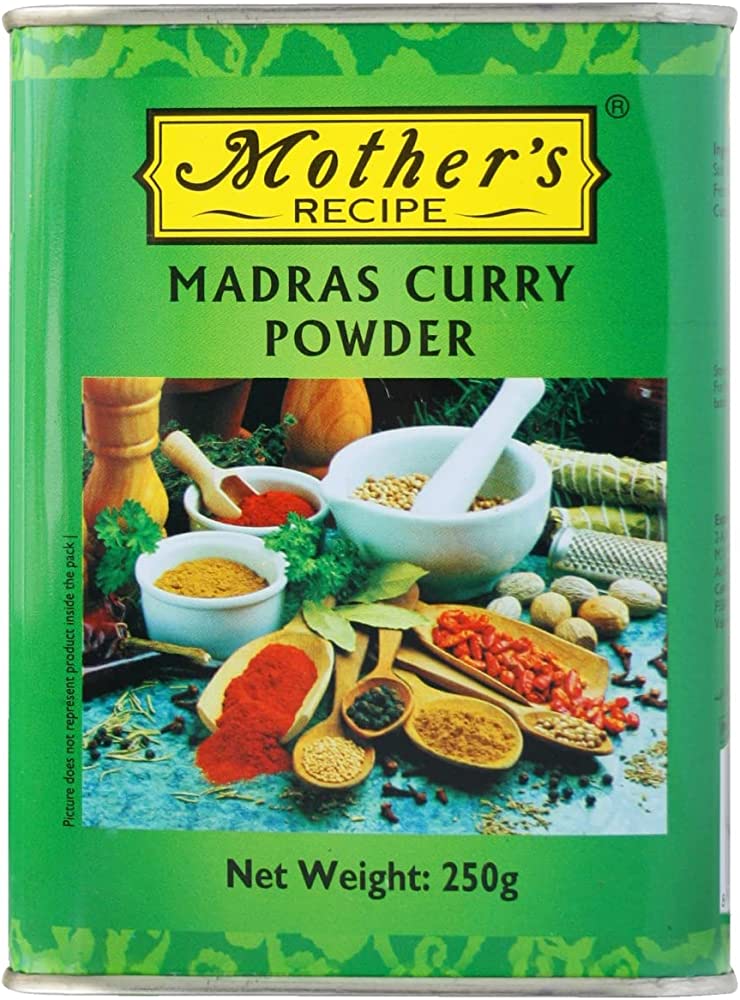 Mother's
®
RECIPE
MADRAS CURRY
POWDER
Picture does not represent product inside the pack
Net Weight: 250g